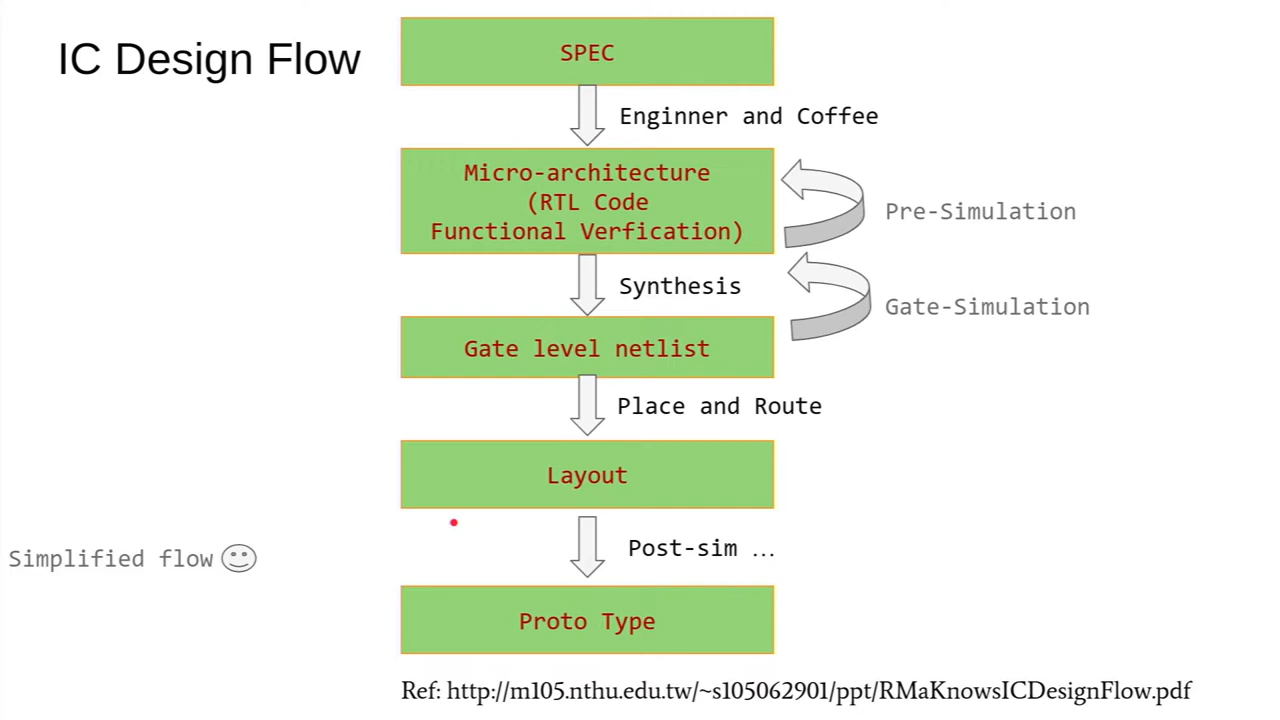 IC Design Flow
SPEC
Enginner and Coffee
Micro-architecture
(RTL Code
Functional Verfication)
Pre-Simulation
Synthesis
Gate-Simulation
Gate level netlist
Place and Route
Layout
Post-sim ...
Simplified flow
Proto Type
Ref: http://m105.nthu.edu.tw/~s105062901/ppt/RMaKnowsICDesignFlow.pdf